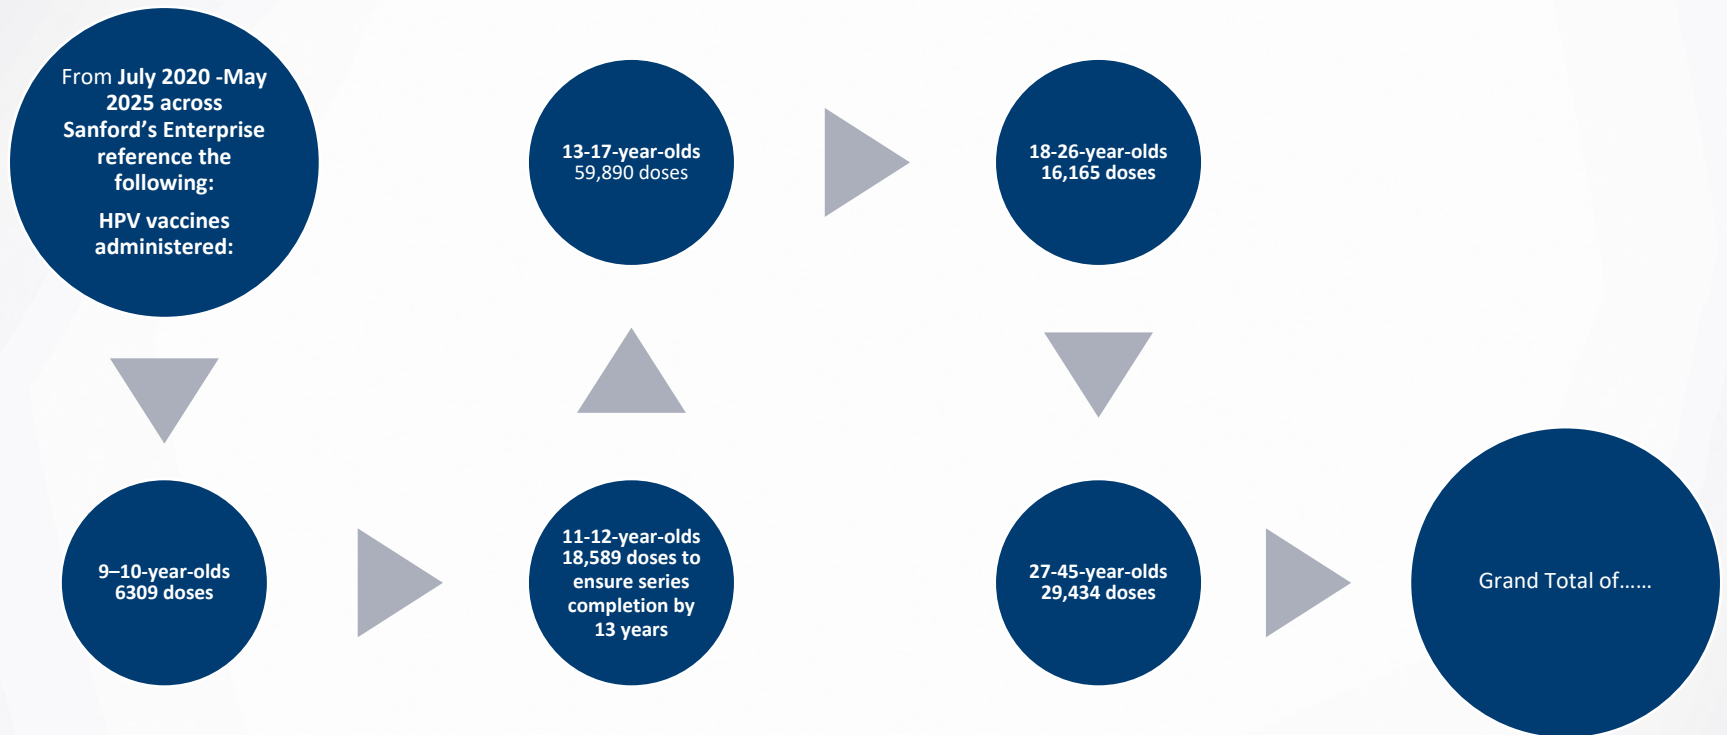 From July 2020 -May
2025 across
Sanford's Enterprise
reference the
following:
HPV vaccines
administered:
9–10-year-olds
6309 doses
11-12-year-olds
18,589 doses to
ensure series
completion by
13 years
13-17-year-olds
59,890 doses
18-26-year-olds
16,165 doses
27-45-year-olds
29,434 doses
Grand Total of......